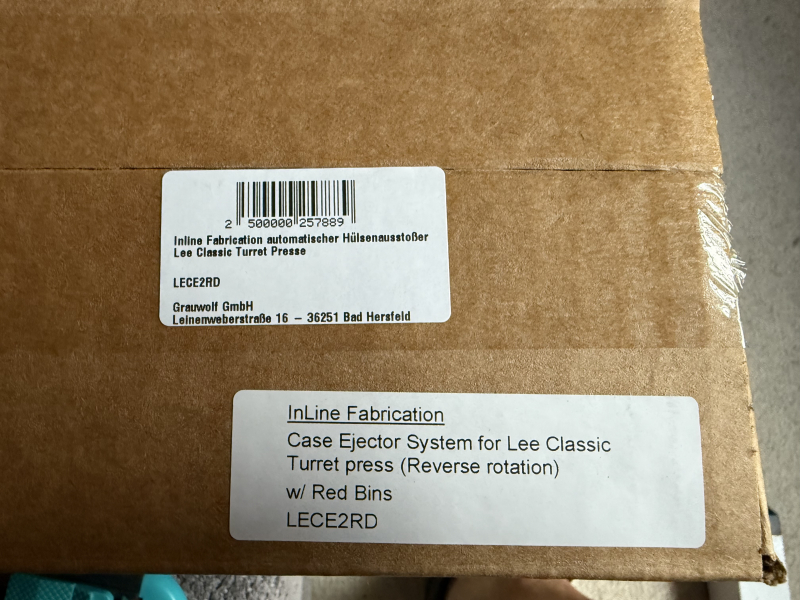 2 500000 257889
Inline Fabrication automatischer Hülsenausstoßer
Lee Classic Turret Presse
LECE2RD
Grauwolf GmbH
Leinenweberstraße 16 – 36251 Bad Hersfeld
InLine Fabrication
Case Ejector System for Lee Classic
Turret press (Reverse rotation)
w/ Red Bins
LECE2RD